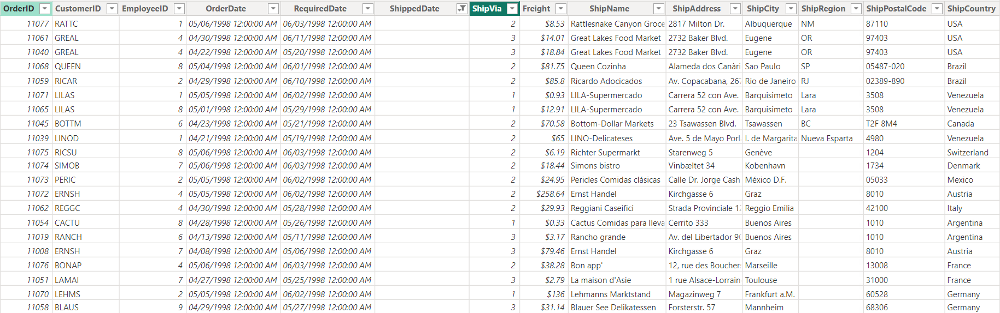 OrderID CustomerID EmployeeID OrderDate RequiredDate ShippedDate ShipVia Freight ShipName ShipAddress ShipCity ShipRegion ShipPostalCode ShipCountry
11077 RATTC 1 05/06/1998 12:00:00 AM 06/03/1998 12:00:00 AM 2 $8.53 Rattlesnake Canyon Groce 2817 Milton Dr. Albuquerque NM 87110 USA
11061 GREAL 4 04/30/1998 12:00:00 AM 06/11/1998 12:00:00 AM 3 $14.01 Great Lakes Food Market 2732 Baker Blvd. Eugene OR 97403 USA
11040 GREAL 4 04/22/1998 12:00:00 AM 05/20/1998 12:00:00 AM 3 $18.84 Great Lakes Food Market 2732 Baker Blvd. Eugene OR 97403 USA
11068 QUEEN 8 05/04/1998 12:00:00 AM 06/01/1998 12:00:00 AM 2 $81.75 Queen Cozinha Alameda dos Canàri Sao Paulo SP 05487-020 Brazil
11059 RICAR 2 04/29/1998 12:00:00 AM 06/10/1998 12:00:00 AM 2 $85.8 Ricardo Adocicados Av. Copacabana, 267 Rio de Janeiro RJ 02389-890 Brazil
11071 LILAS 1 05/05/1998 12:00:00 AM 06/02/1998 12:00:00 AM 1 $0.93 LILA-Supermercado Carrera 52 con Ave. Barquisimeto Lara 3508 Venezuela
11065 LILAS 8 05/01/1998 12:00:00 AM 05/29/1998 12:00:00 AM 1 $12.91 LILA-Supermercado Carrera 52 con Ave. Barquisimeto Lara 3508 Venezuela
11045 BOTTM 6 04/23/1998 12:00:00 AM 05/21/1998 12:00:00 AM 2 $70.58 Bottom-Dollar Markets 23 Tsawassen Blvd. Tsawassen BC T2F 8M4 Canada
11039 LINOD 1 04/21/1998 12:00:00 AM 05/19/1998 12:00:00 AM 2 $65 LINO-Delicateses Ave. 5 de Mayo Porl I. de Margarita Nueva Esparta 4980 Venezuela
11075 RICSU 8 05/06/1998 12:00:00 AM 06/03/1998 12:00:00 AM 2 $6.19 Richter Supermarkt Starenweg 5 Genève 1204 Switzerland
11074 SIMOB 7 05/06/1998 12:00:00 AM 06/03/1998 12:00:00 AM 2 $18.44 Simons bistro Vinbæltet 34 Kobenhavn 1734 Denmark
11073 PERIC 2 05/05/1998 12:00:00 AM 06/02/1998 12:00:00 AM 2 $24.95 Pericles Comidas clásicas Calle Dr. Jorge Cash México D.F. 05033 Mexico
11072 ERNSH 4 05/05/1998 12:00:00 AM 06/02/1998 12:00:00 AM 2 $258.64 Ernst Handel Kirchgasse 6 Graz 8010 Austria
11062 REGGC 4 04/30/1998 12:00:00 AM 05/28/1998 12:00:00 AM 2 $29.93 Reggiani Caseifici Strada Provinciale 12 Reggio Emilia 42100 Italy
11054 CACTU 8 04/28/1998 12:00:00 AM 05/26/1998 12:00:00 AM 1 $0.33 Cactus Comidas para lleva Cerrito 333 Buenos Aires 1010 Argentina
11019 RANCH 6 04/13/1998 12:00:00 AM 05/11/1998 12:00:00 AM 3 $3.17 Rancho grande Av. del Libertador 90 Buenos Aires 1010 Argentina
11008 ERNSH 7 04/08/1998 12:00:00 AM 05/06/1998 12:00:00 AM 3 $79.46 Ernst Handel Kirchgasse 6 Graz 8010 Austria
11076 BONAP 4 05/06/1998 12:00:00 AM 06/03/1998 12:00:00 AM 2 $38.28 Bon app' 12, rue des Boucher Marseille 13008 France
11051 LAMAI 7 04/27/1998 12:00:00 AM 05/25/1998 12:00:00 AM 3 $2.79 La maison d'Asie 1 rue Alsace-Lorrain Toulouse 31000 France
11070 LEHMS 2 05/05/1998 12:00:00 AM 06/02/1998 12:00:00 AM 1 $136 Lehmanns Marktstand Magazinweg 7 Frankfurt a.M. 60528 Germany
11058 BLAUS 9 04/29/1998 12:00:00 AM 05/27/1998 12:00:00 AM 3 $31.14 Blauer See Delikatessen Forsterstr. 57 Mannheim 68306 Germany